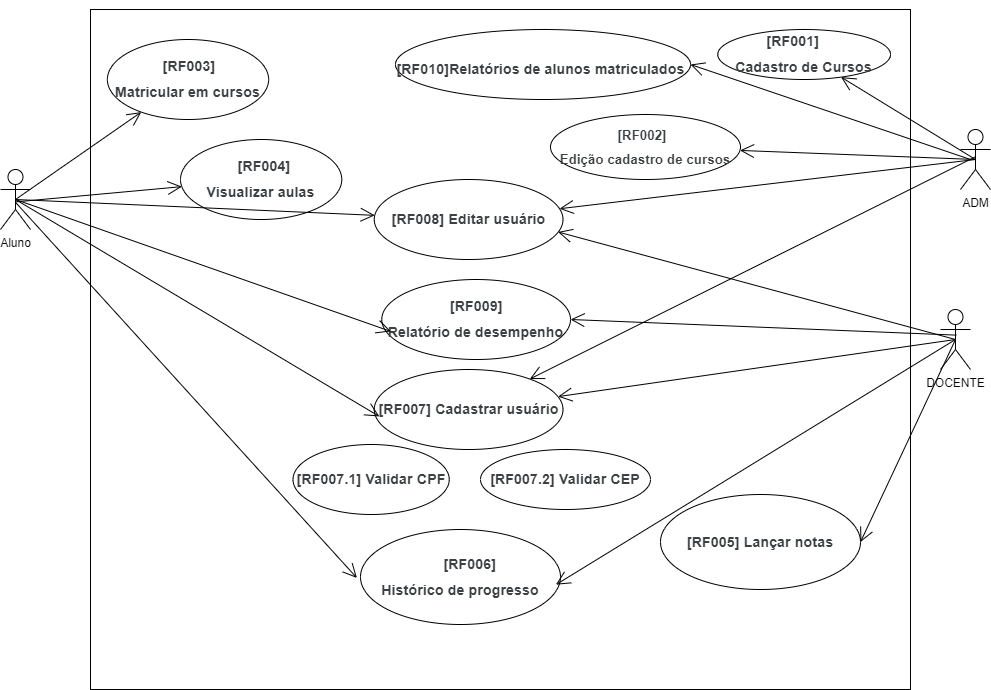 [RF001]
Cadastro de Cursos
[RF003]
Matricular em cursos
[RF010]Relatórios de alunos matriculados
[RF002]
Edição cadastro de cursos
[RF004]
Visualizar aulas
ADM
[RF008] Editar usuário
Aluno
[RF009]
Relatório de desempenho
DOCENTE
[RF007] Cadastrar usuário
[RF007.1] Validar CPF
[RF007.2] Validar CEP
[RF005] Lançar notas
[RF006]
Histórico de progresso